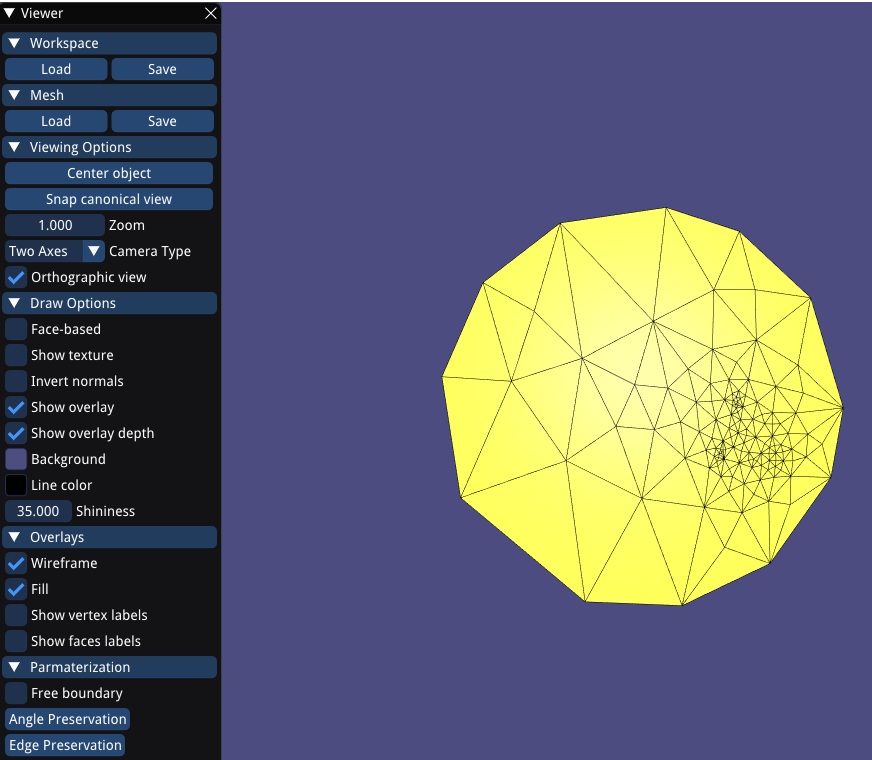 Viewer
Workspace
Load Save
Mesh
Load Save
Viewing Options
Center object
Snap canonical view
1.000 Zoom
Two Axes Camera Type
Orthographic view
Draw Options
Face-based
Show texture
Invert normals
Show overlay
Show overlay depth
Background
Line color
35.000 Shininess
Overlays
Wireframe
Fill
Show vertex labels
Show faces labels
Parmaterization
Free boundary
Angle Preservation
Edge Preservation